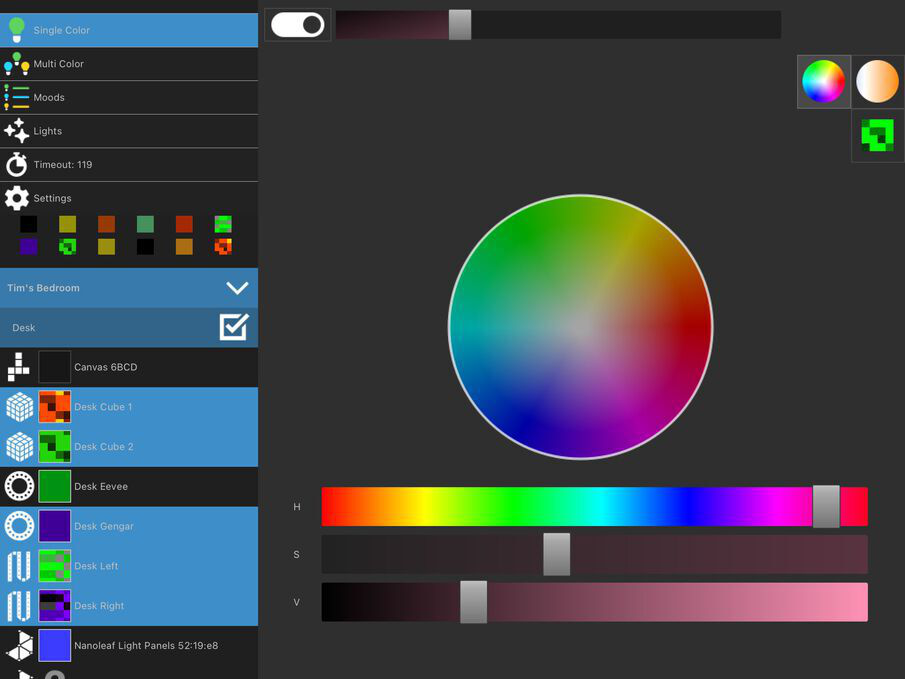 Single Color
Multi Color
Moods
Lights
Timeout: 119
Settings
Tim's Bedroom
Desk
Canvas 6BCD
Desk Cube 1
Desk Cube 2
Desk Eevee
Desk Gengar
Desk Left
Desk Right
Nanoleaf Light Panels 52:19:e8
H
S
V